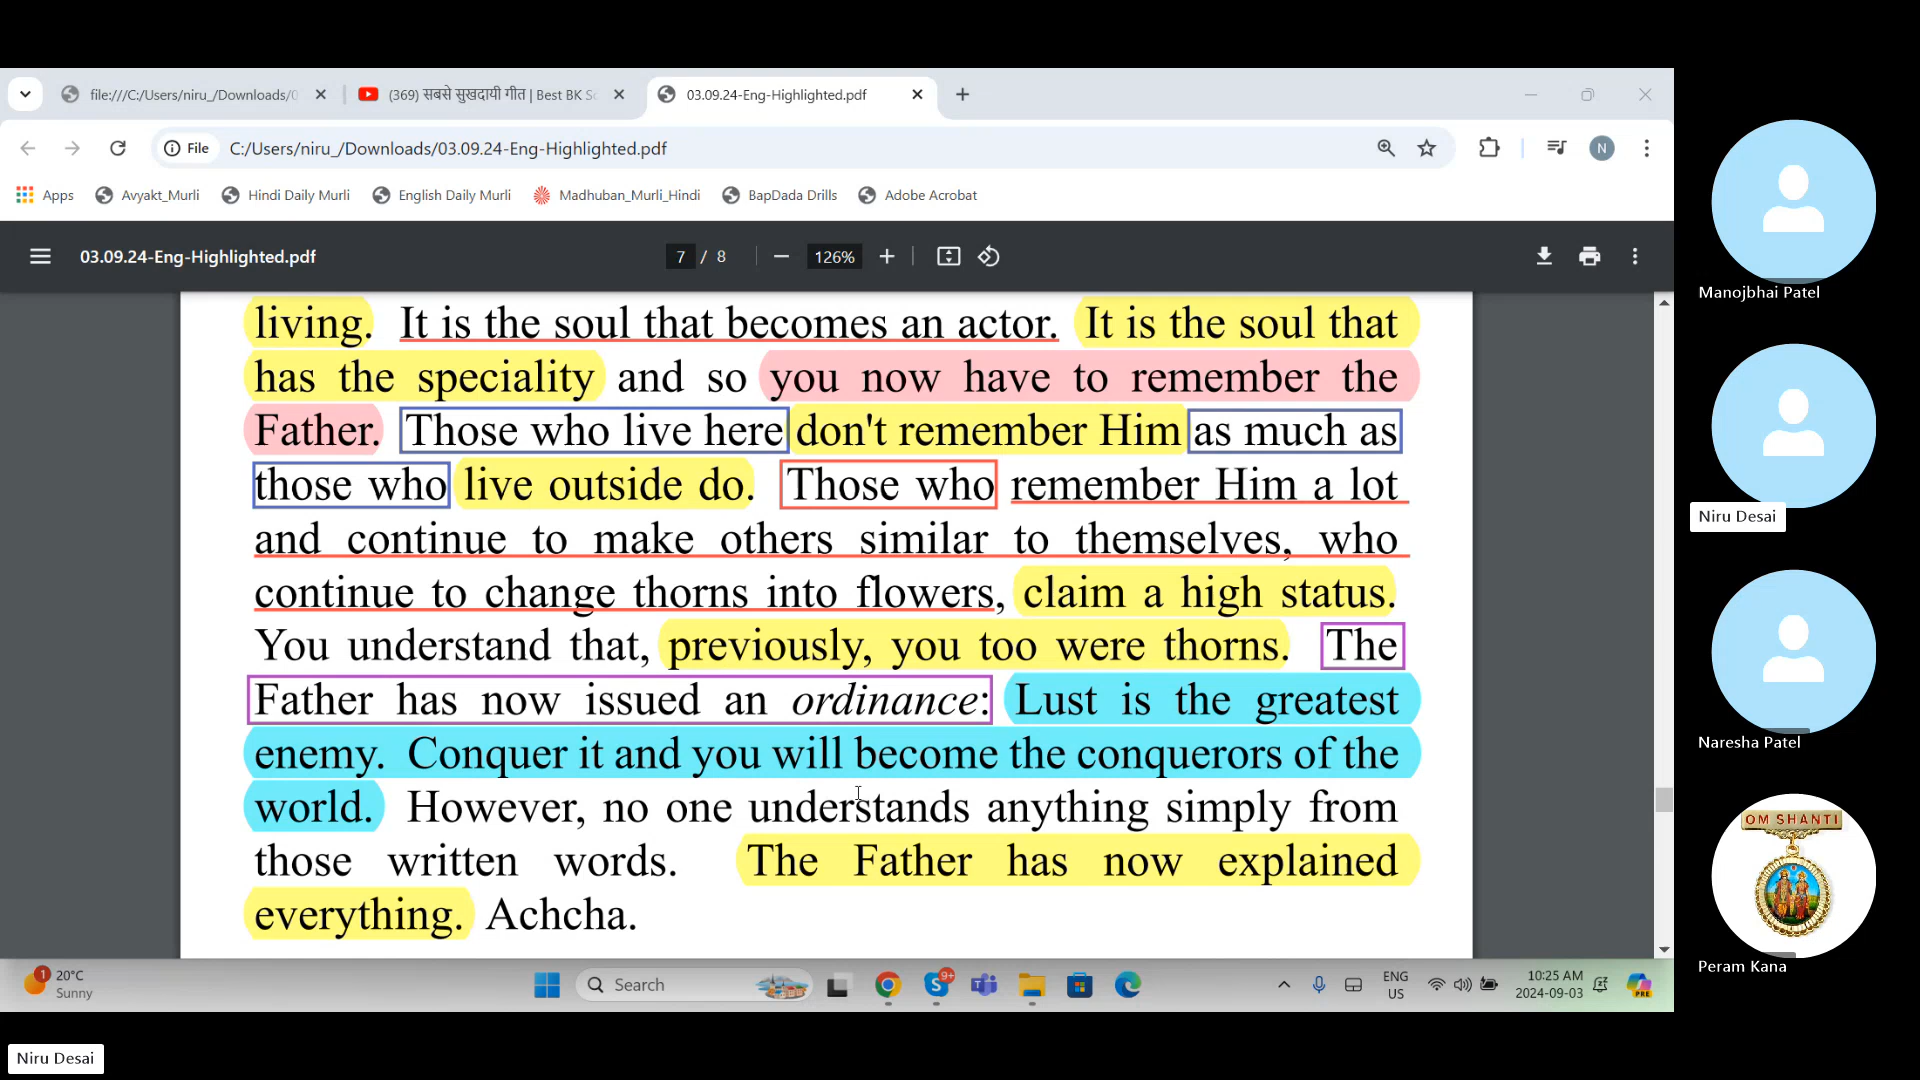 file:///C:/Users/niru_/Downloads/0
(369) सबसे सुखदायी गीत | Best BK So
03.09.24-Eng-Highlighted.pdf
File C:/Users/niru_/Downloads/03.09.24-Eng-Highlighted.pdf
N
Apps Avyakt_Murli Hindi Daily Murli English Daily Murli Madhuban_Murli_Hindi BapDada Drills Adobe Acrobat
03.09.24-Eng-Highlighted.pdf 7 / 8 126%
living. It is the soul that becomes an actor. It is the soul that
has the speciality and so you now have to remember the
Father. Those who live here don't remember Him as much as
those who live outside do. Those who remember Him a lot
and continue to make others similar to themselves, who
continue to change thorns into flowers, claim a high status.
You understand that, previously, you too were thorns. The
Father has now issued an ordinance: Lust is the greatest
enemy. Conquer it and you will become the conquerors of the
world. However, no one understands anything simply from
those written words. The Father has now explained
everything. Achcha.
1
20°C
Sunny
Search
9+
ENG
US
10:25 AM
2024-09-03
PRE
Manojbhai Patel
Niru Desai
Naresha Patel
OM SHANTI
Peram Kana
Niru Desai